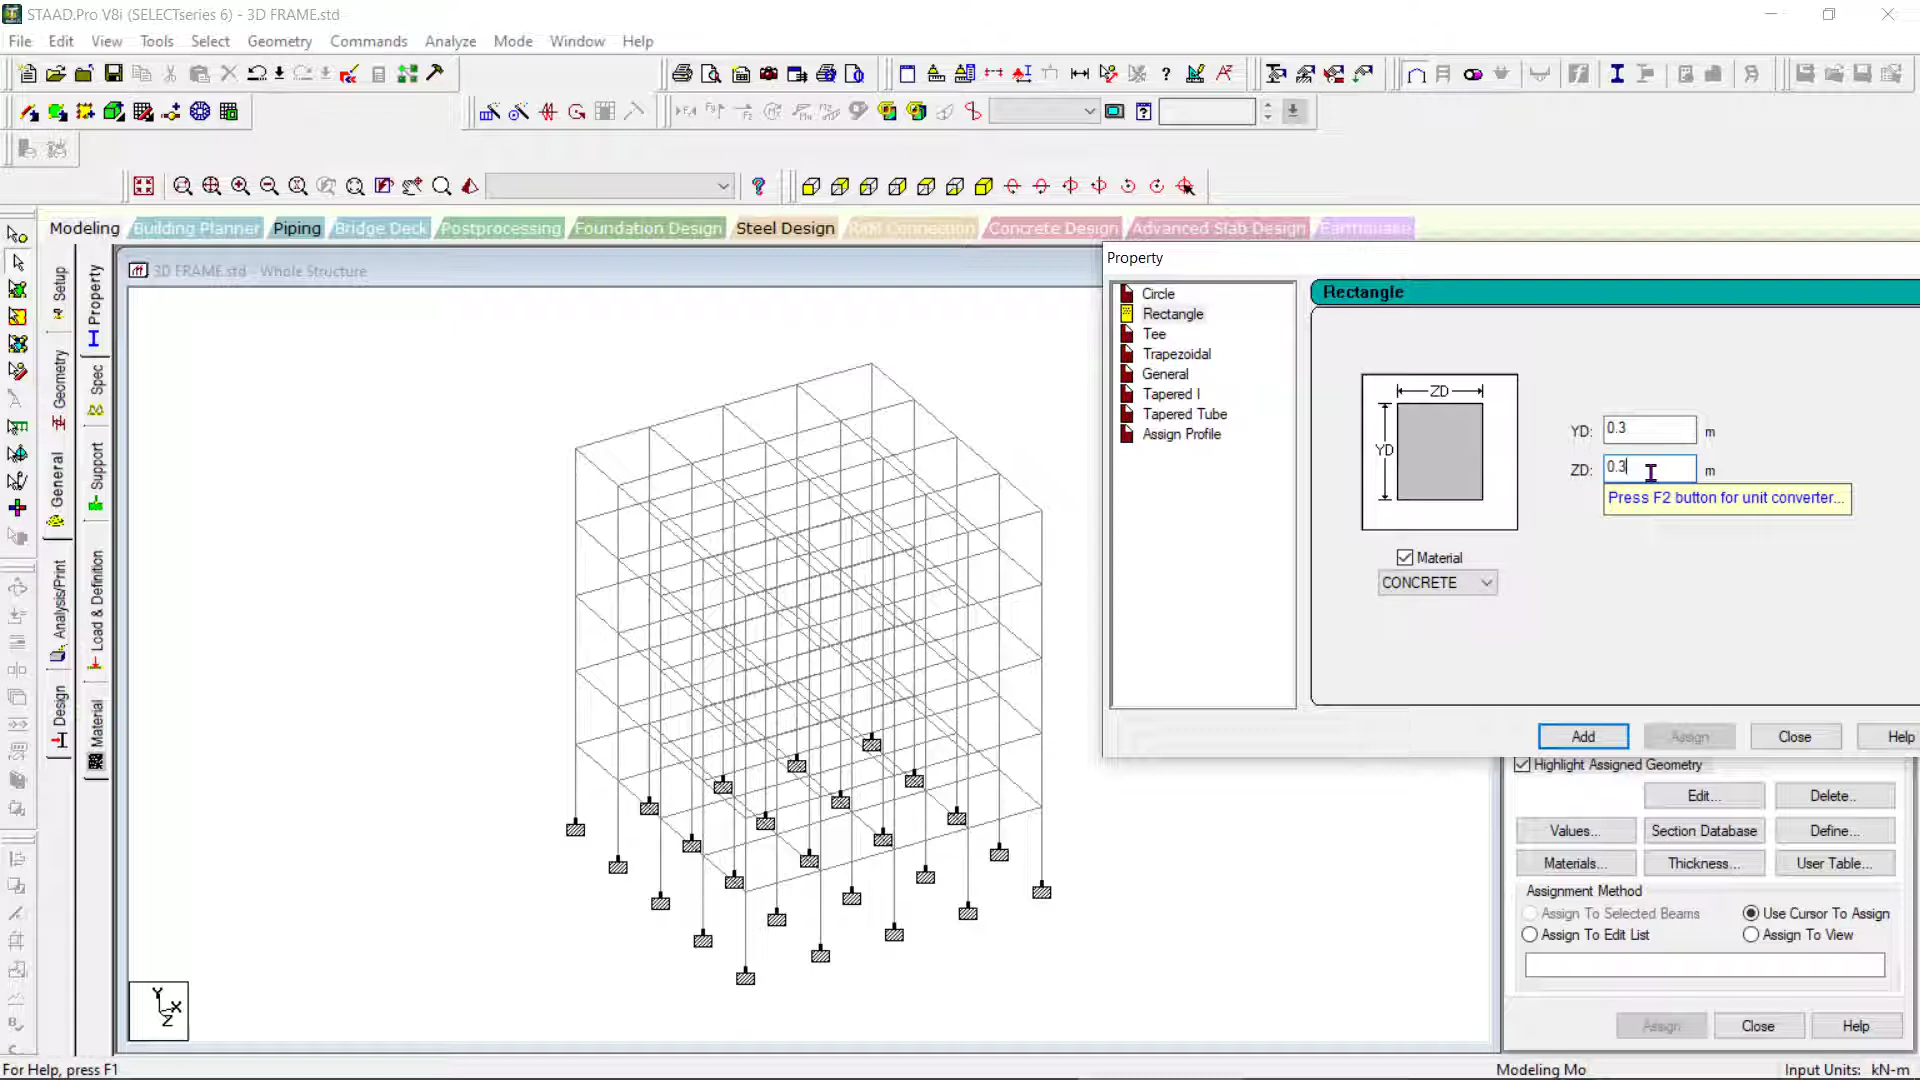 STAAD.Pro V8i (SELECTseries 6) - 3D FRAME.std
File Edit View Tools Select Geometry Commands Analyze Mode Window Help
Modeling Building Planner Piping Bridge Deck Postprocessing Foundation Design Steel Design RAM Connection Concrete Design Advanced Slab Design Earthquake
3D FRAME.std - Whole Structure
Setup
Geometry
General
Analysis/Print
Design
Property
Spec
Support
Load & Definition
Material
Property
Circle
Rectangle
Tee
Trapezoidal
General
Tapered I
Tapered Tube
Assign Profile
Rectangle
ZD
YD
YD: 0.3 m
ZD: 0.3 m
Press F2 button for unit converter...
Material
CONCRETE
Add Assign Close Help
Highlight Assigned Geometry
Edit... Delete..
Values... Section Database Define...
Materials... Thickness... User Table...
Assignment Method
Assign To Selected Beams Use Cursor To Assign
Assign To Edit List Assign To View
Assign Close Help
Y
X
Z
For Help, press F1
Modeling Mo Input Units: kN-m